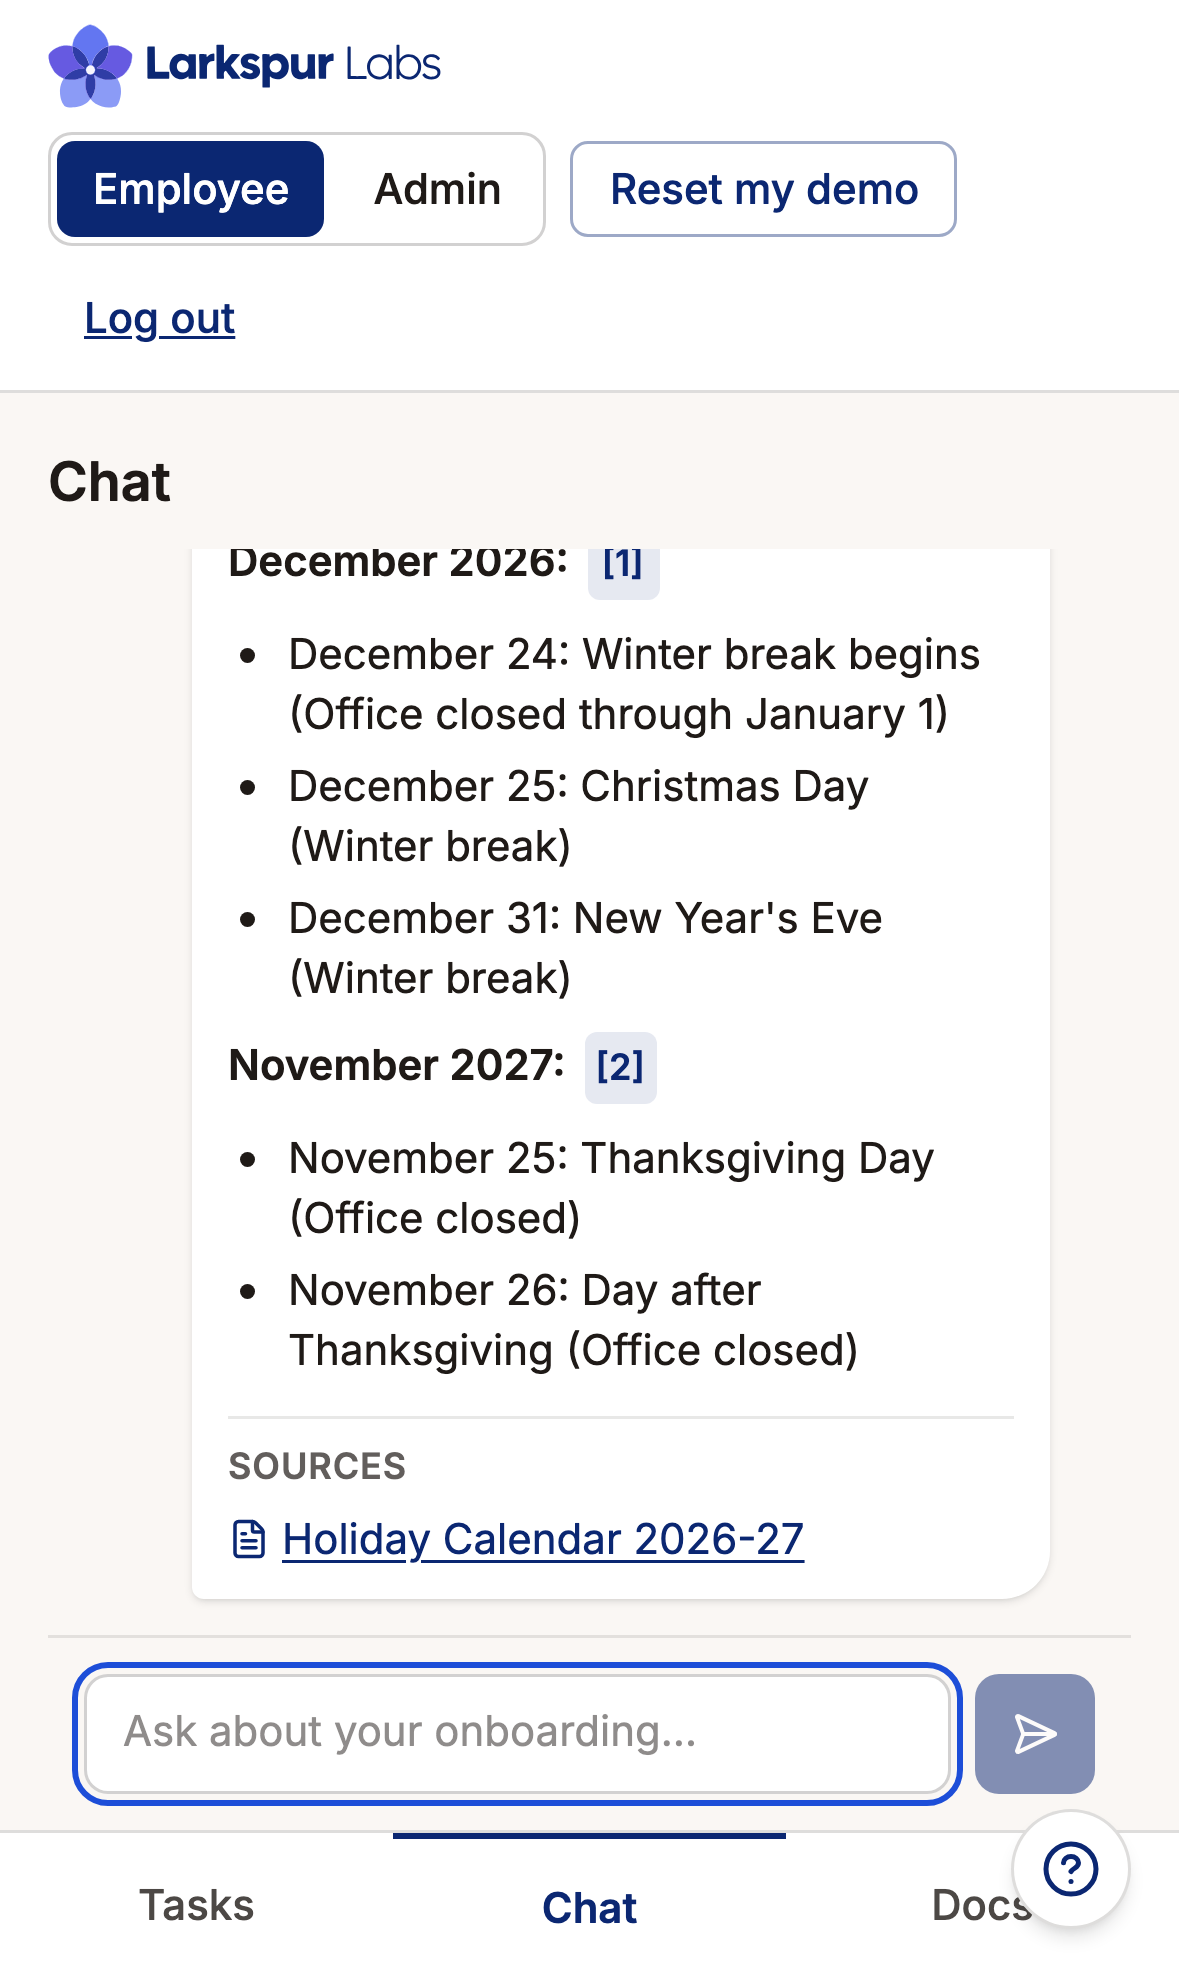 Larkspur Labs
Employee
Admin
Reset my demo
Log out
Chat
December 2026: [1]
December 24: Winter break begins
(Office closed through January 1)
December 25: Christmas Day
(Winter break)
December 31: New Year's Eve
(Winter break)
November 2027: [2]
November 25: Thanksgiving Day
(Office closed)
November 26: Day after
Thanksgiving (Office closed)
SOURCES
Holiday Calendar 2026-27
Ask about your onboarding...
Tasks
Chat
Docs